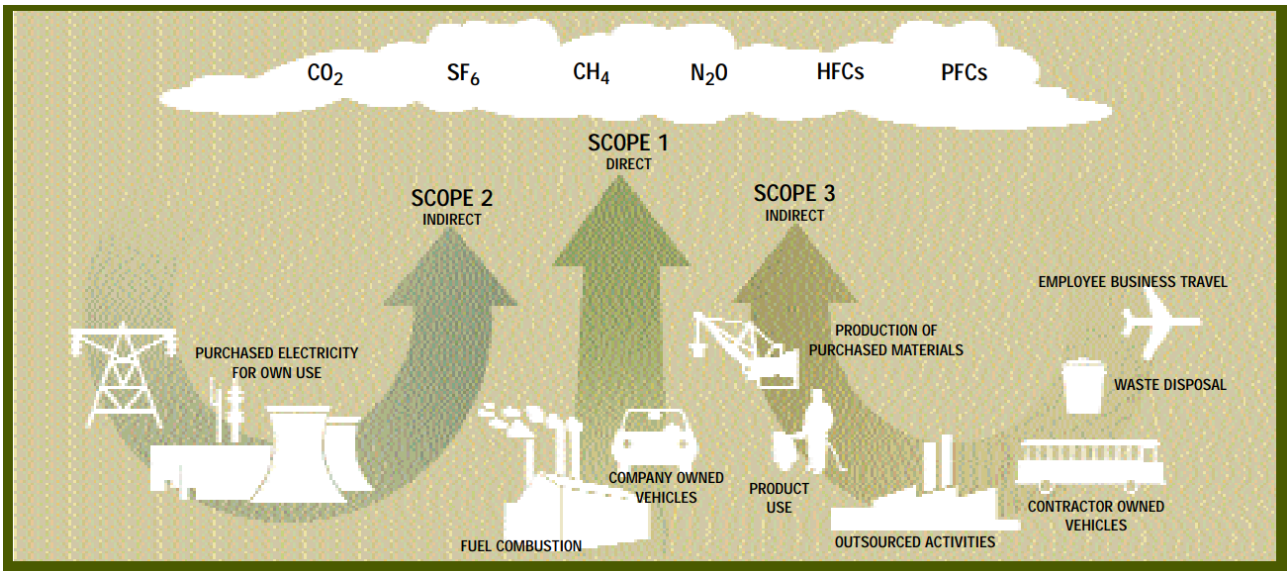 CO₂ SF₆ CH₄ N₂O HFCs PFCs
SCOPE 1
DIRECT
SCOPE 2
INDIRECT
SCOPE 3
INDIRECT
EMPLOYEE BUSINESS TRAVEL
PURCHASED ELECTRICITY
FOR OWN USE
PRODUCTION OF
PURCHASED MATERIALS
WASTE DISPOSAL
COMPANY OWNED
VEHICLES
PRODUCT
USE
CONTRACTOR OWNED
VEHICLES
FUEL COMBUSTION
OUTSOURCED ACTIVITIES